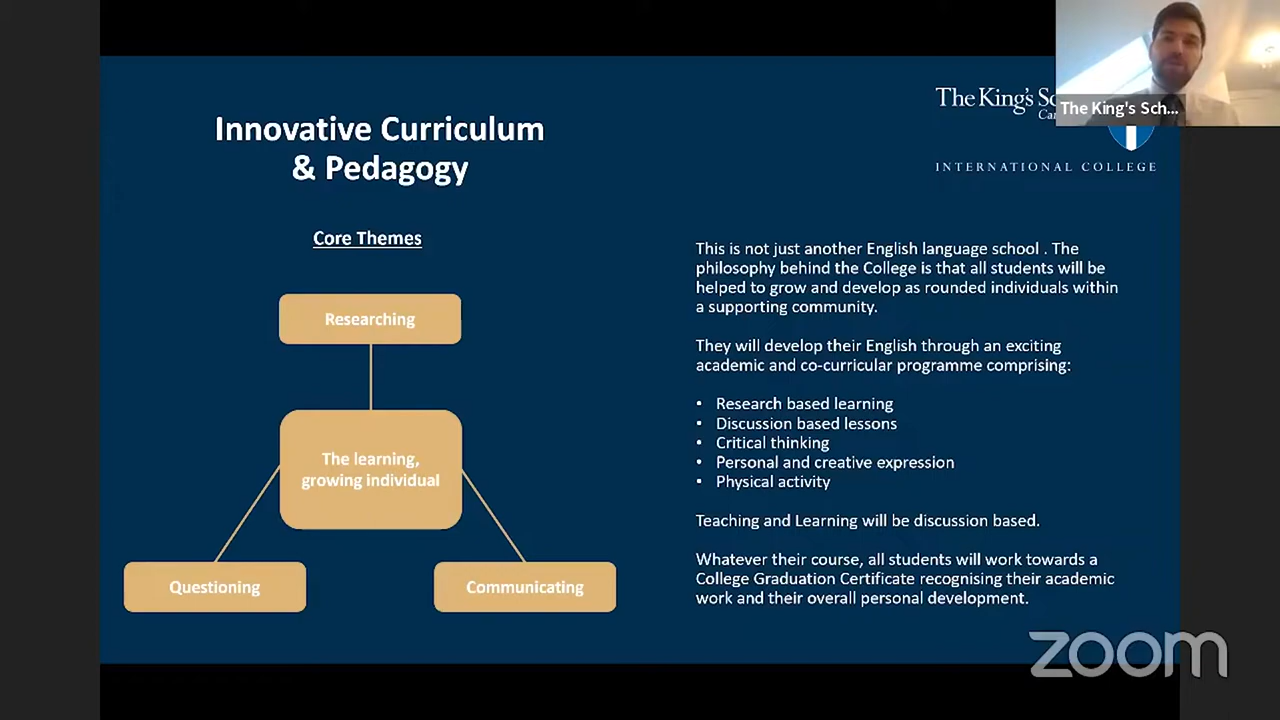 Innovative Curriculum
& Pedagogy
Core Themes
Researching
The learning,
growing individual
Questioning
Communicating
The King's Sc
Ca
The King's Sch...
INTERNATIONAL COLLEGE
This is not just another English language school . The
philosophy behind the College is that all students will be
helped to grow and develop as rounded individuals within
a supporting community.
They will develop their English through an exciting
academic and co-curricular programme comprising:
• Research based learning
• Discussion based lessons
• Critical thinking
• Personal and creative expression
• Physical activity
Teaching and Learning will be discussion based.
Whatever their course, all students will work towards a
College Graduation Certificate recognising their academic
work and their overall personal development.
zoom